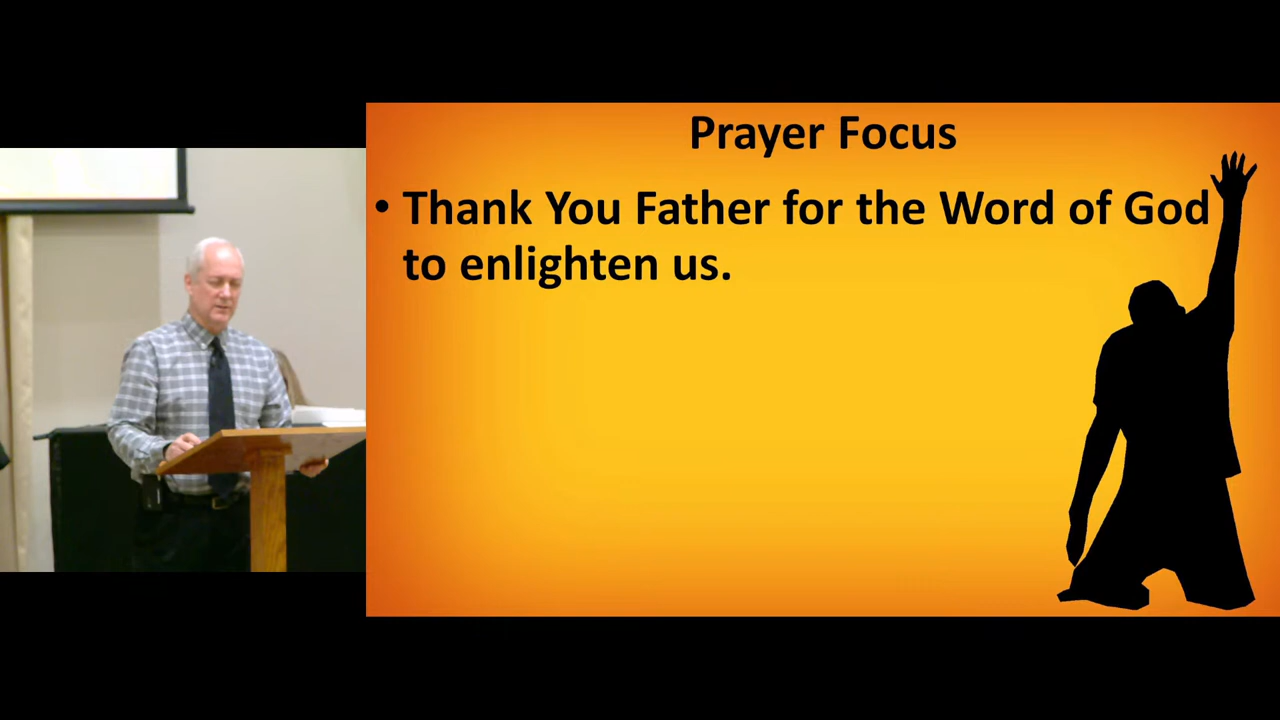 Prayer Focus
• Thank You Father for the Word of God
to enlighten us.